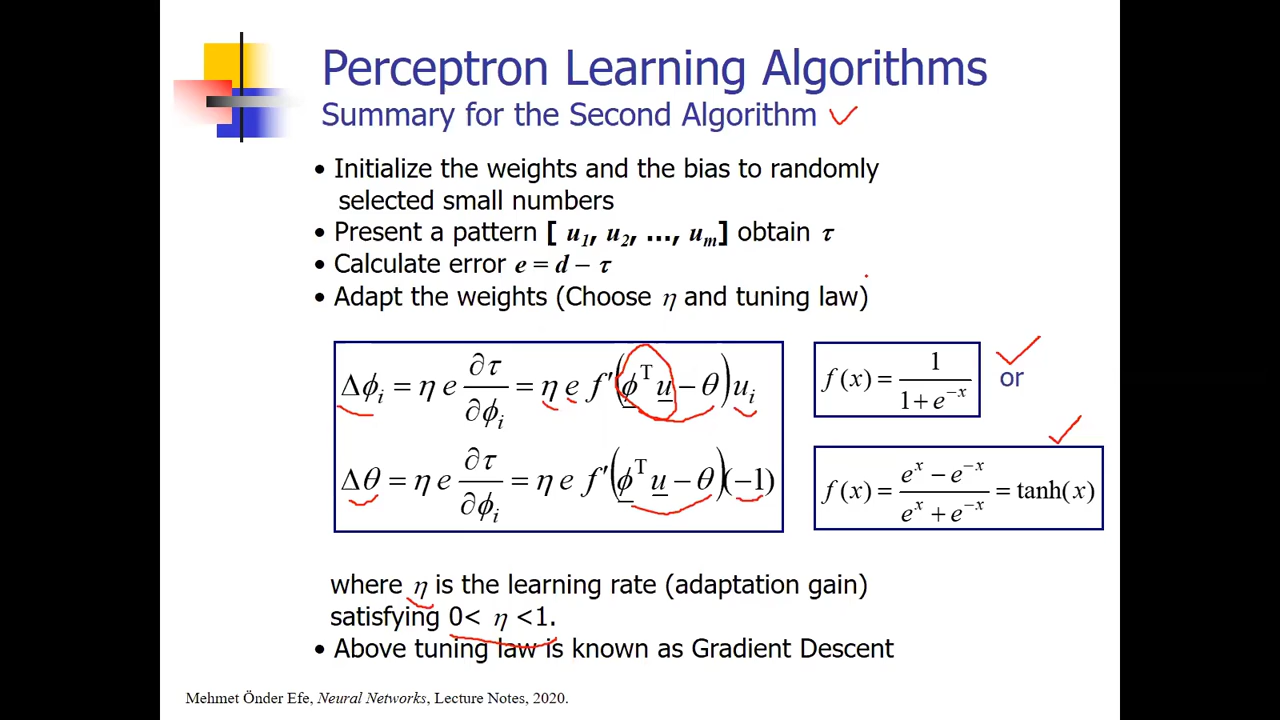 Perceptron Learning Algorithms
Summary for the Second Algorithm
• Initialize the weights and the bias to randomly
selected small numbers
• Present a pattern [ u₁, u₂, ..., uₘ] obtain τ
• Calculate error e = d – τ
• Adapt the weights (Choose η and tuning law)
Δϕᵢ = η e ∂τ/∂ϕᵢ = η e f′(ϕᵀu − θ)uᵢ
f(x) = 1/(1 + e⁻ˣ) or
Δθ = η e ∂τ/∂ϕᵢ = η e f′(ϕᵀu − θ)(−1)
f(x) = (eˣ − e⁻ˣ)/(eˣ + e⁻ˣ) = tanh(x)
where η is the learning rate (adaptation gain)
satisfying 0< η <1.
• Above tuning law is known as Gradient Descent
Mehmet Önder Efe, Neural Networks, Lecture Notes, 2020.